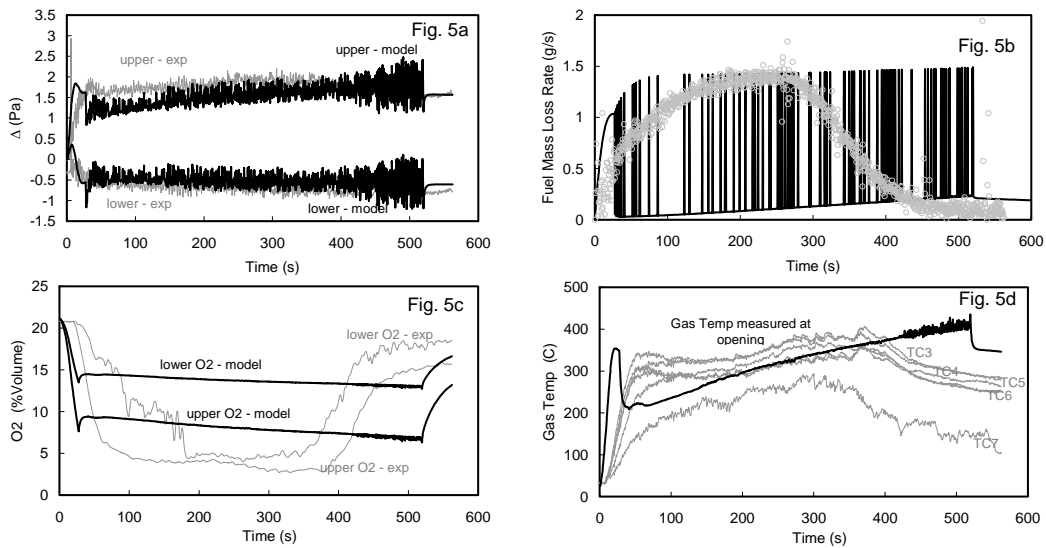 Fig. 5a
3.5
3
2.5
2
1.5
1
0.5
0
-0.5
-1
-1.5
Δ (Pa)
upper - exp
upper - model
lower - exp
lower - model
0 100 200 300 400 500 600
Time (s)
Fig. 5b
2
1.5
1
0.5
0
Fuel Mass Loss Rate (g/s)
0 100 200 300 400 500 600
Time (s)
Fig. 5c
25
20
15
10
5
0
O2 (%Volume)
lower O2 - exp
lower O2 - model
upper O2 - model
upper O2 - exp
0 100 200 300 400 500 600
Time (s)
Fig. 5d
500
400
300
200
100
0
Gas Temp (C)
Gas Temp measured at
opening
TC3
TC4
TC5
TC6
TC7
0 100 200 300 400 500 600
Time (s)